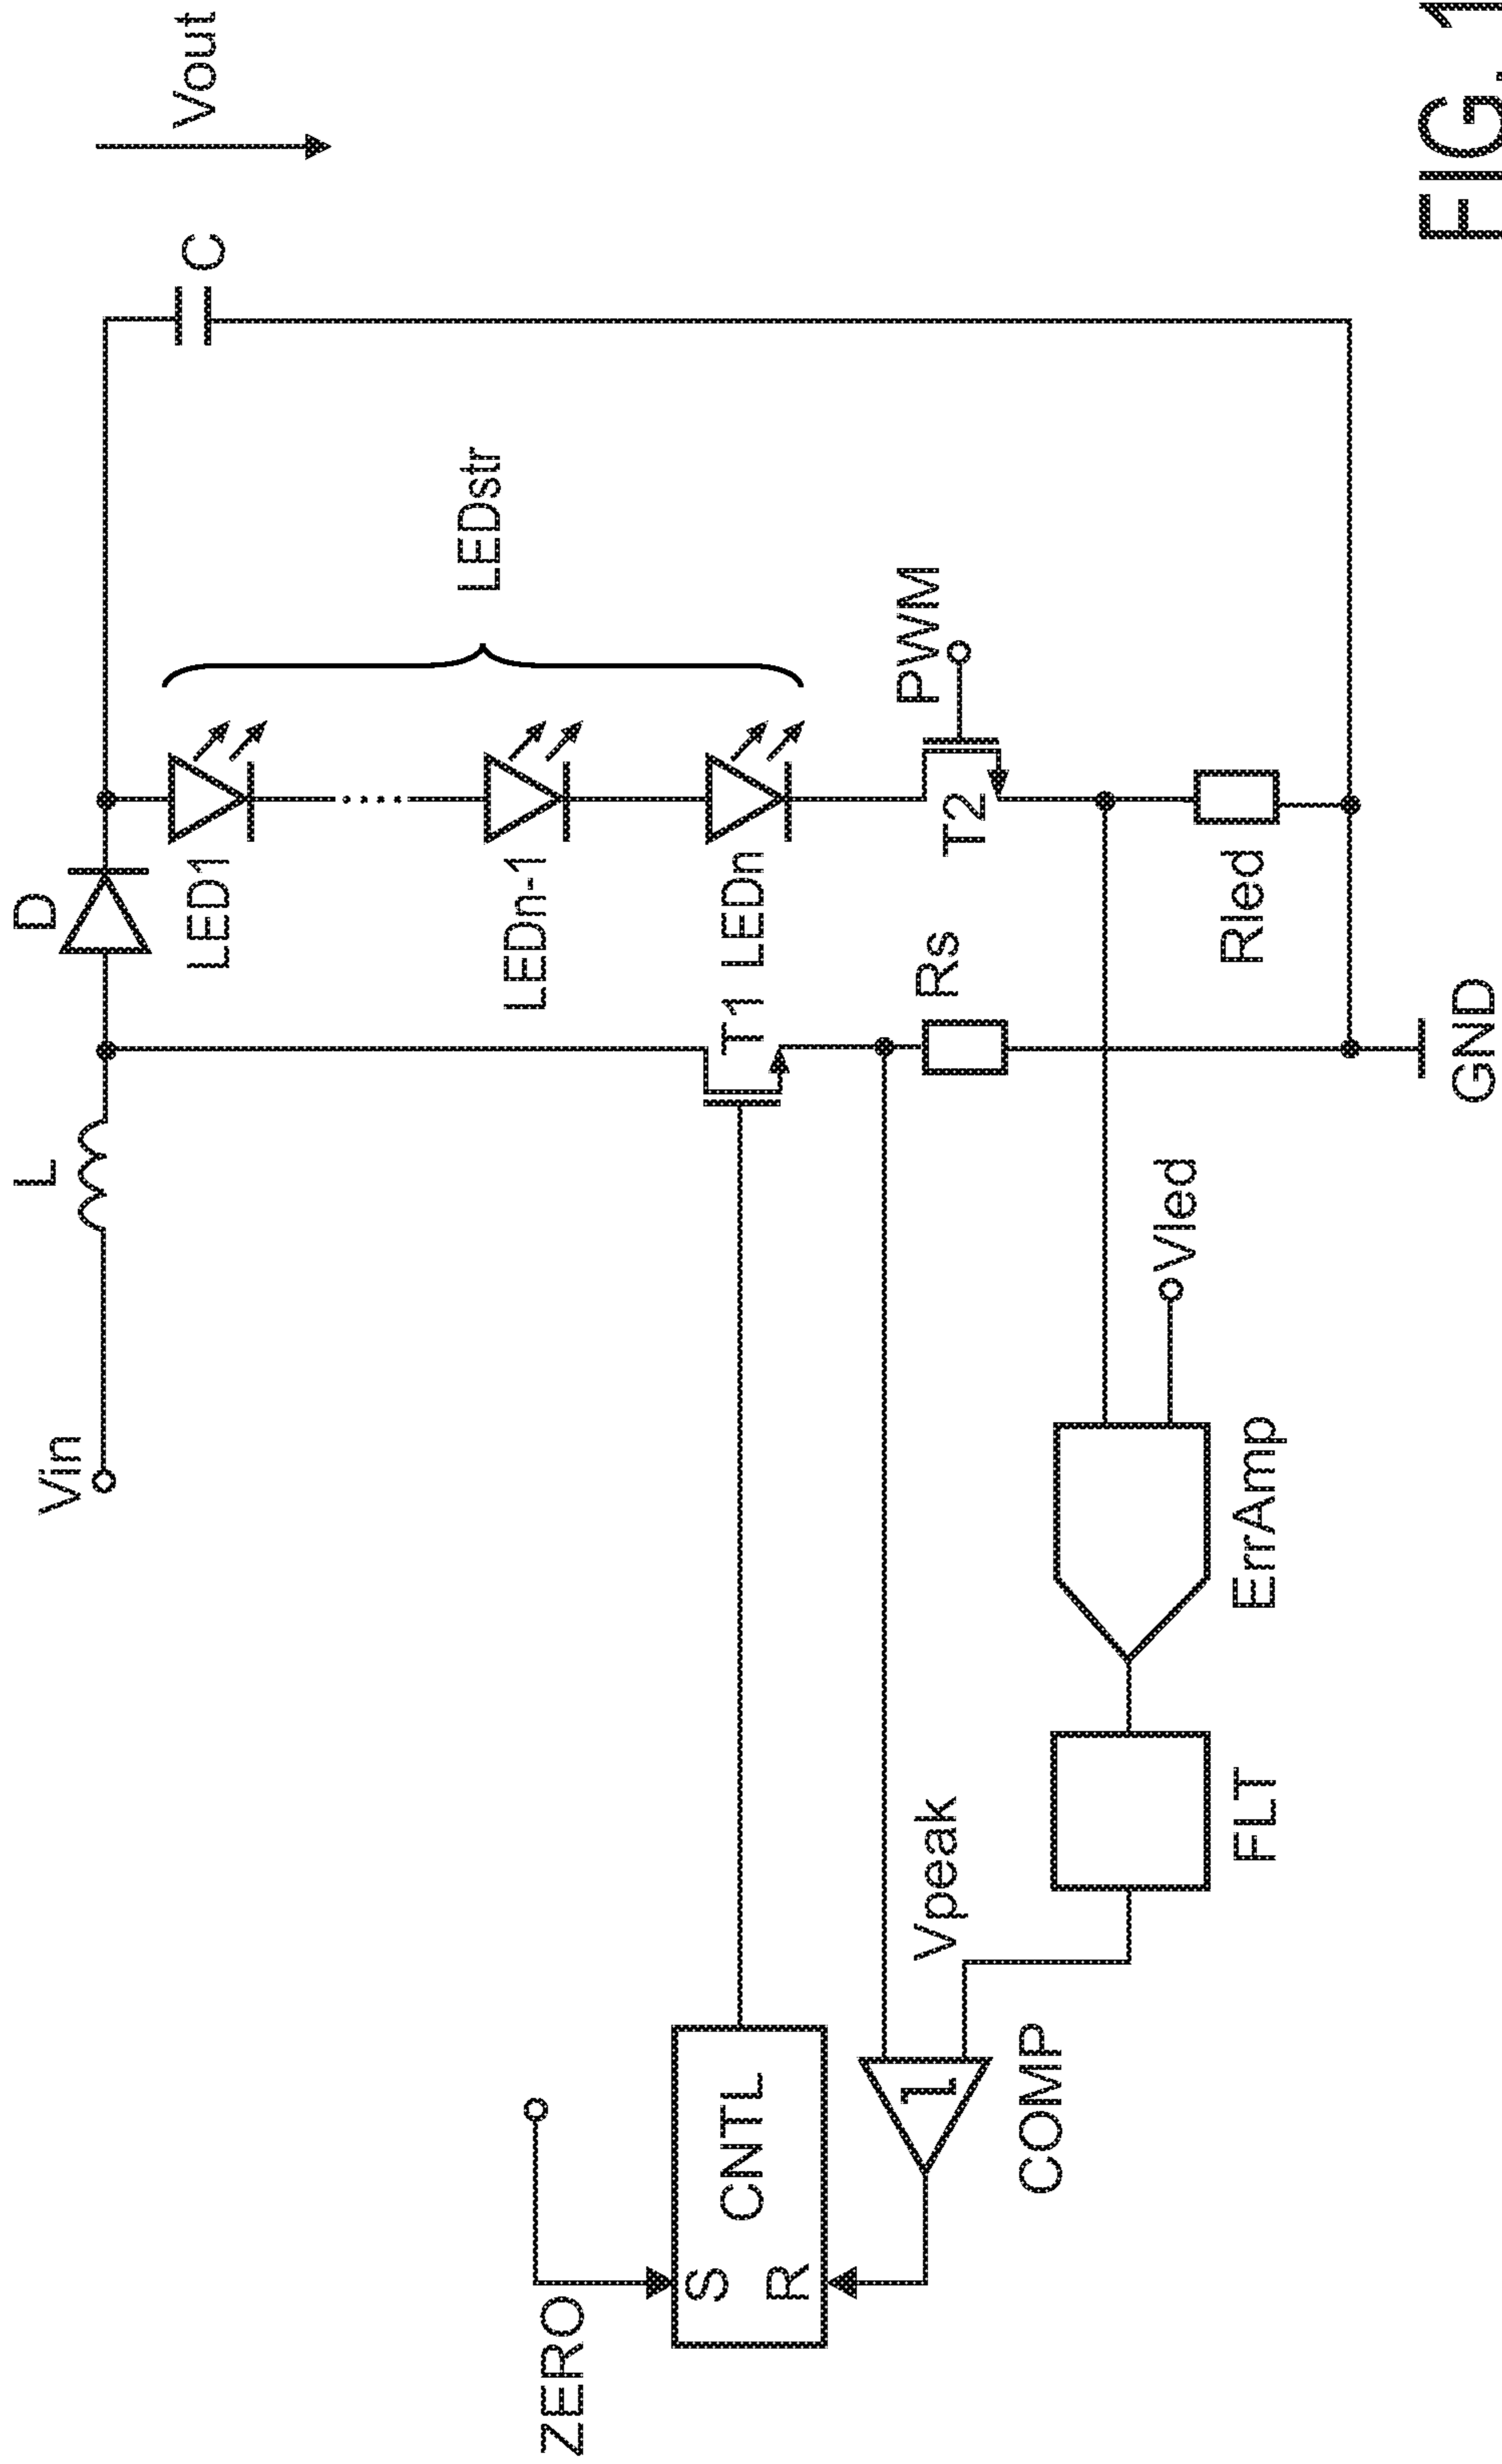 Vin
L
D
Vout
C
LED1
LEDn-1
LEDn
LEDstr
T1
T2
PWM
Rs
Rled
GND
Vled
ErrAmp
FLT
Vpeak
COMP
1
CNTL
S
R
ZERO
FIG. 1